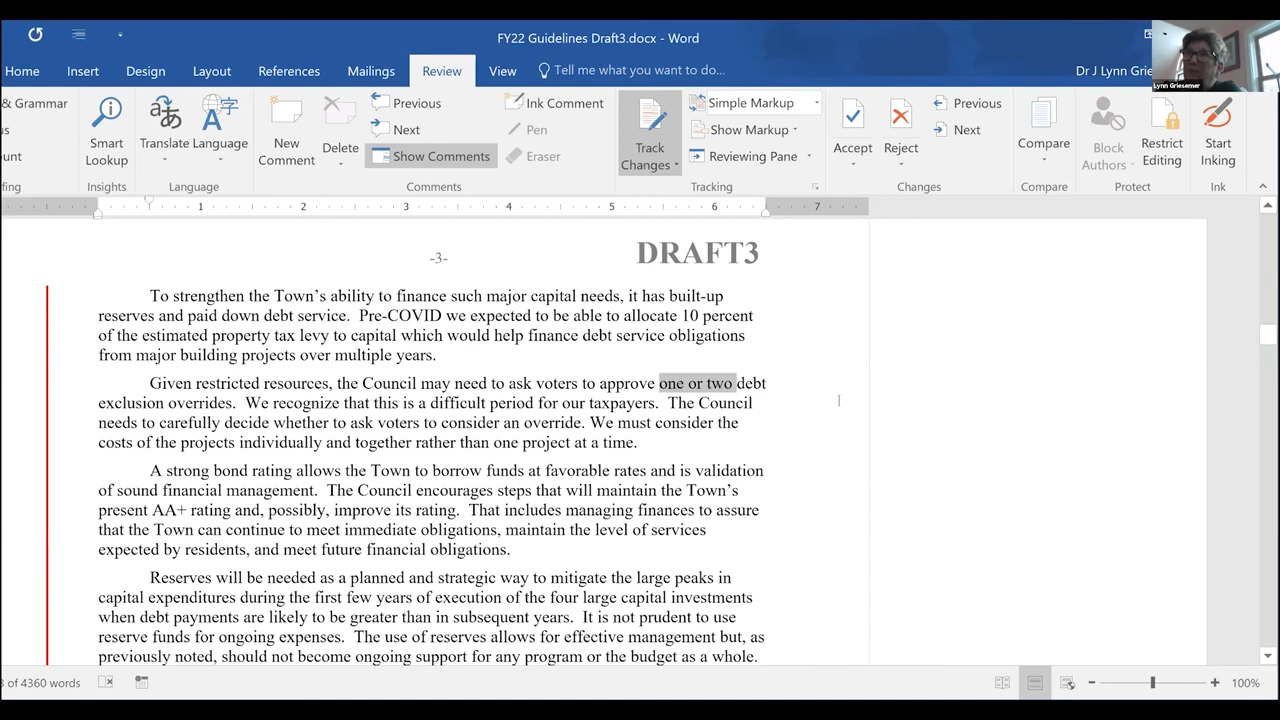 FY22 Guidelines Draft3.docx - Word
Home Insert Design Layout References Mailings Review View Tell me what you want to do... Dr J Lynn Grie
Lynn Griesemer
& Grammar
Smart Lookup
Translate
Language
New Comment
Delete
Previous
Next
Show Comments
Ink Comment
Pen
Eraser
Track Changes
Simple Markup
Show Markup
Reviewing Pane
Accept
Reject
Previous
Next
Compare
Block Authors
Restrict Editing
Start Inking
Insights Language Comments Tracking Changes Compare Protect Ink
1 2 3 4 5 6 7
-3- DRAFT3
To strengthen the Town's ability to finance such major capital needs, it has built-up
reserves and paid down debt service. Pre-COVID we expected to be able to allocate 10 percent
of the estimated property tax levy to capital which would help finance debt service obligations
from major building projects over multiple years.
Given restricted resources, the Council may need to ask voters to approve one or two debt
exclusion overrides. We recognize that this is a difficult period for our taxpayers. The Council
needs to carefully decide whether to ask voters to consider an override. We must consider the
costs of the projects individually and together rather than one project at a time.
A strong bond rating allows the Town to borrow funds at favorable rates and is validation
of sound financial management. The Council encourages steps that will maintain the Town's
present AA+ rating and, possibly, improve its rating. That includes managing finances to assure
that the Town can continue to meet immediate obligations, maintain the level of services
expected by residents, and meet future financial obligations.
Reserves will be needed as a planned and strategic way to mitigate the large peaks in
capital expenditures during the first few years of execution of the four large capital investments
when debt payments are likely to be greater than in subsequent years. It is not prudent to use
reserve funds for ongoing expenses. The use of reserves allows for effective management but, as
previously noted, should not become ongoing support for any program or the budget as a whole.
of 4360 words
100%